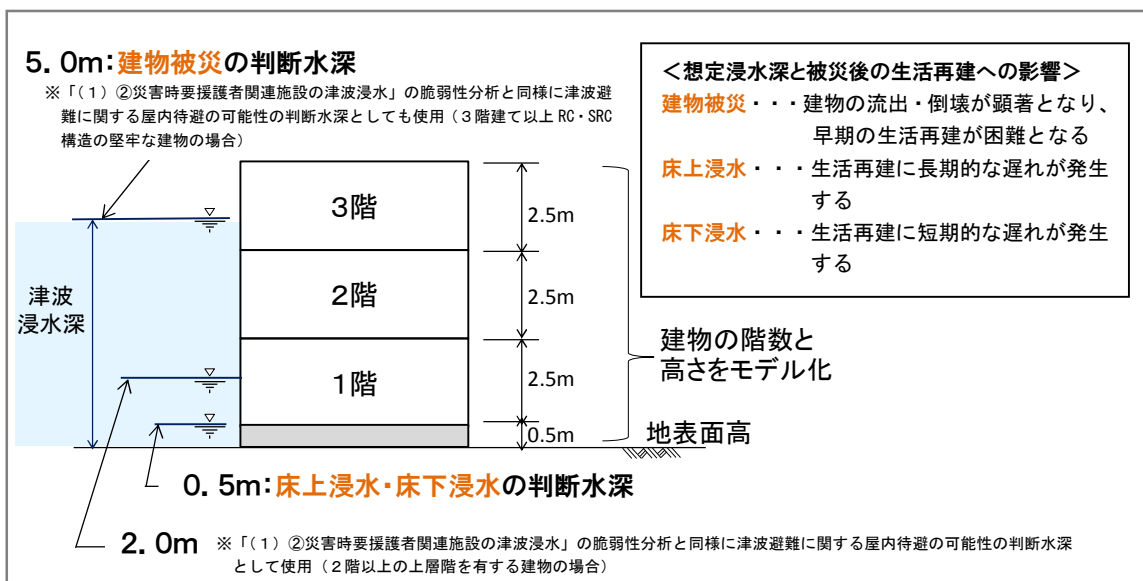 5.0m:建物被災の判断水深
※「(1)②災害時要援護者関連施設の津波浸水」の脆弱性分析と同様に津波避
難に関する屋内待避の可能性の判断水深としても使用(3階建て以上RC・SRC
構造の堅牢な建物の場合)
<想定浸水深と被災後の生活再建への影響>
建物被災・・・建物の流出・倒壊が顕著となり、
早期の生活再建が困難となる
床上浸水・・・生活再建に長期的な遅れが発生
する
床下浸水・・・生活再建に短期的な遅れが発生
する
3階
2.5m
2階
2.5m
津波
浸水深
1階
2.5m
0.5m
建物の階数と
高さをモデル化
地表面高
0.5m:床上浸水・床下浸水の判断水深
2.0m ※「(1)②災害時要援護者関連施設の津波浸水」の脆弱性分析と同様に津波避難に関する屋内待避の可能性の判断水深
として使用(2階以上の上層階を有する建物の場合)